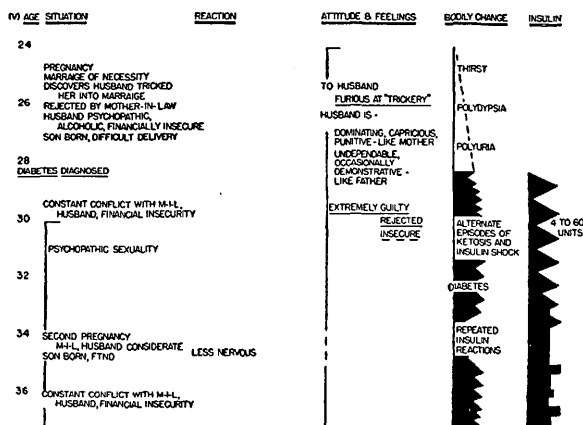 (V) AGE SITUATION REACTION ATTITUDE & FEELINGS BODILY CHANGE INSULIN
24
PREGNANCY
MARRAIGE OF NECESSITY
DISCOVERS HUSBAND TRICKED
HER INTO MARRAIGE
26
REJECTED BY MOTHER-IN-LAW
HUSBAND PSYCHOPATHIC,
ALCOHOLIC, FINANCIALLY INSECURE
SON BORN, DIFFICULT DELIVERY
28
DIABETES DIAGNOSED
CONSTANT CONFLICT WITH M-I-L,
HUSBAND, FINANCIAL INSECURITY
30
PSYCHOPATHIC SEXUALITY
32
34
SECOND PREGNANCY
M-I-L, HUSBAND CONSIDERATE
SON BORN, FTND
LESS NERVOUS
36
CONSTANT CONFLICT WITH M-I-L,
HUSBAND, FINANCIAL INSECURITY
TO HUSBAND
FURIOUS AT "TRICKERY"
HUSBAND IS -
DOMINATING, CAPRICIOUS,
PUNITIVE - LIKE MOTHER
UNDEPENDABLE,
OCCASIONALLY
DEMONSTRATIVE -
LIKE FATHER
EXTREMELY GUILTY
REJECTED
INSECURE
THIRST
POLYDYPSIA
POLYURIA
ALTERNATE
EPISODES OF
KETOSIS AND
INSULIN SHOCK
DIABETES
REPEATED
INSULIN
REACTIONS
4 TO 60
UNITS